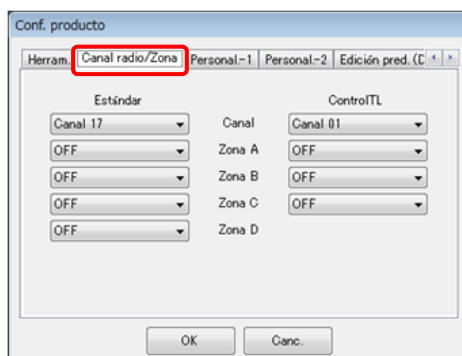 Conf. producto
Herram. Canal radio/Zona Personal.-1 Personal.-2 Edición pred. (D
Estándar ControlTL
Canal 17 Canal Canal 01
OFF Zona A OFF
OFF Zona B OFF
OFF Zona C OFF
OFF Zona D
OK Canc.